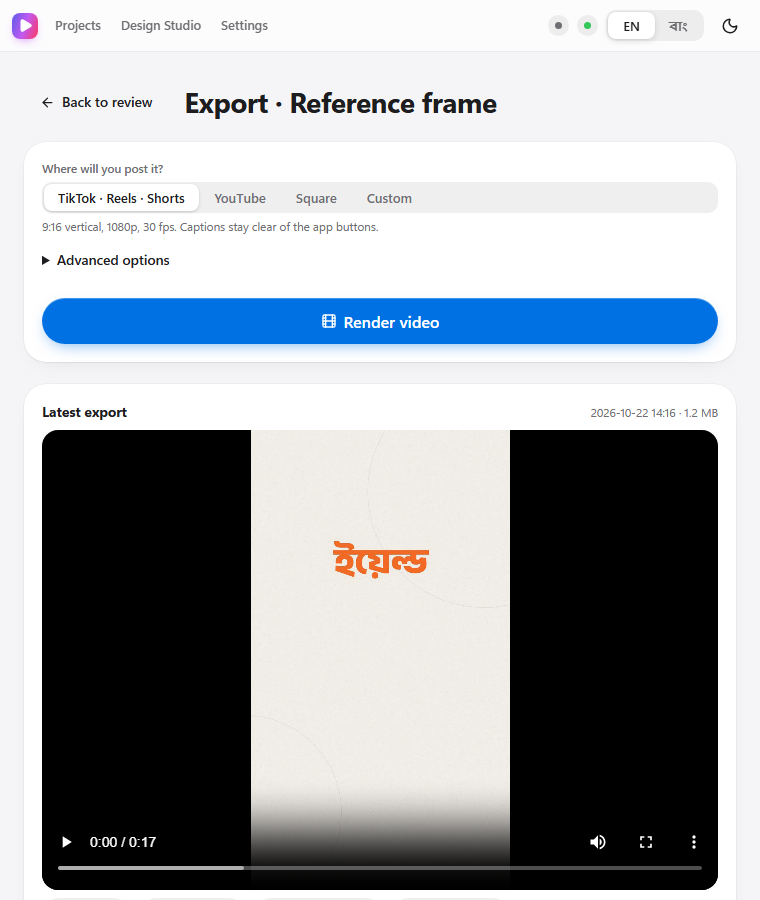 Projects Design Studio Settings EN বাং
Back to review
Export · Reference frame
Where will you post it?
TikTok · Reels · Shorts YouTube Square Custom
9:16 vertical, 1080p, 30 fps. Captions stay clear of the app buttons.
Advanced options
Render video
Latest export 2026-10-22 14:16 · 1.2 MB
ইয়েল্ড
0:00 / 0:17